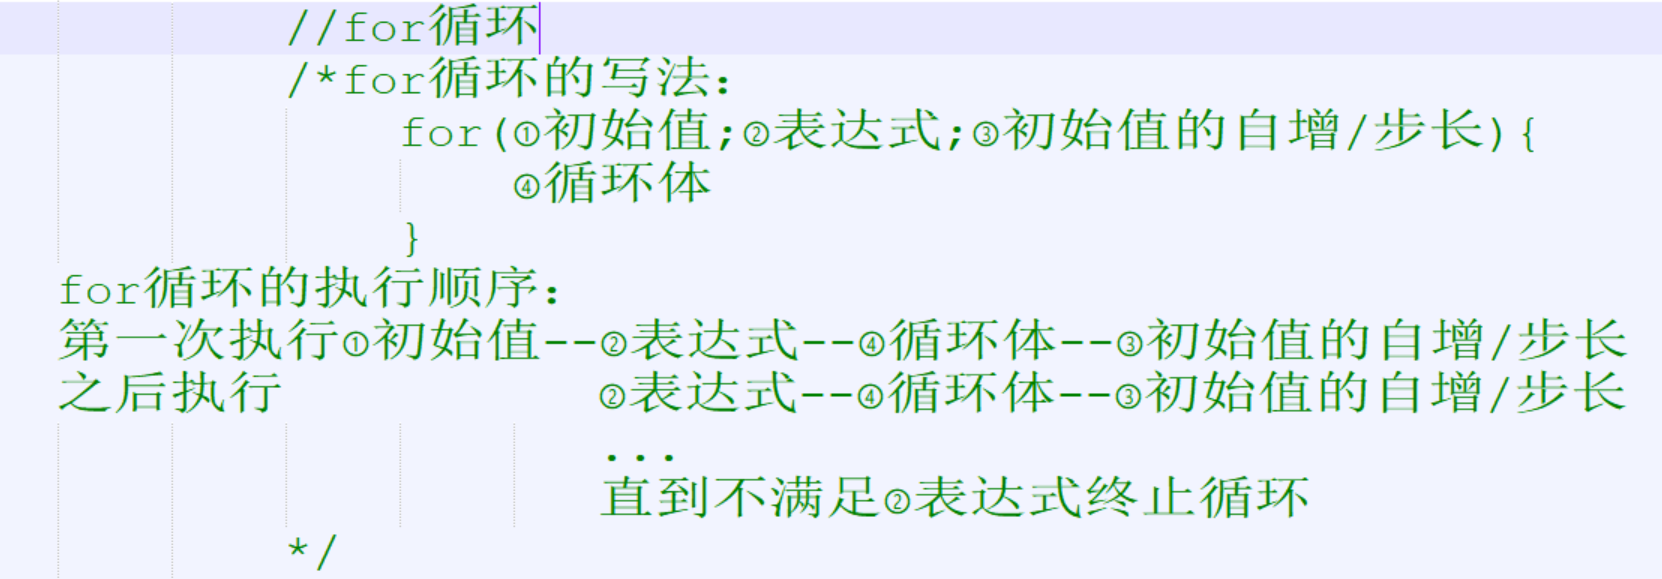 //for循环
/*for循环的写法：
for(①初始值;②表达式;③初始值的自增/步长){
④循环体
}
for循环的执行顺序：
第一次执行①初始值--②表达式--④循环体--③初始值的自增/步长
之后执行 ②表达式--④循环体--③初始值的自增/步长
...
直到不满足②表达式终止循环
*/